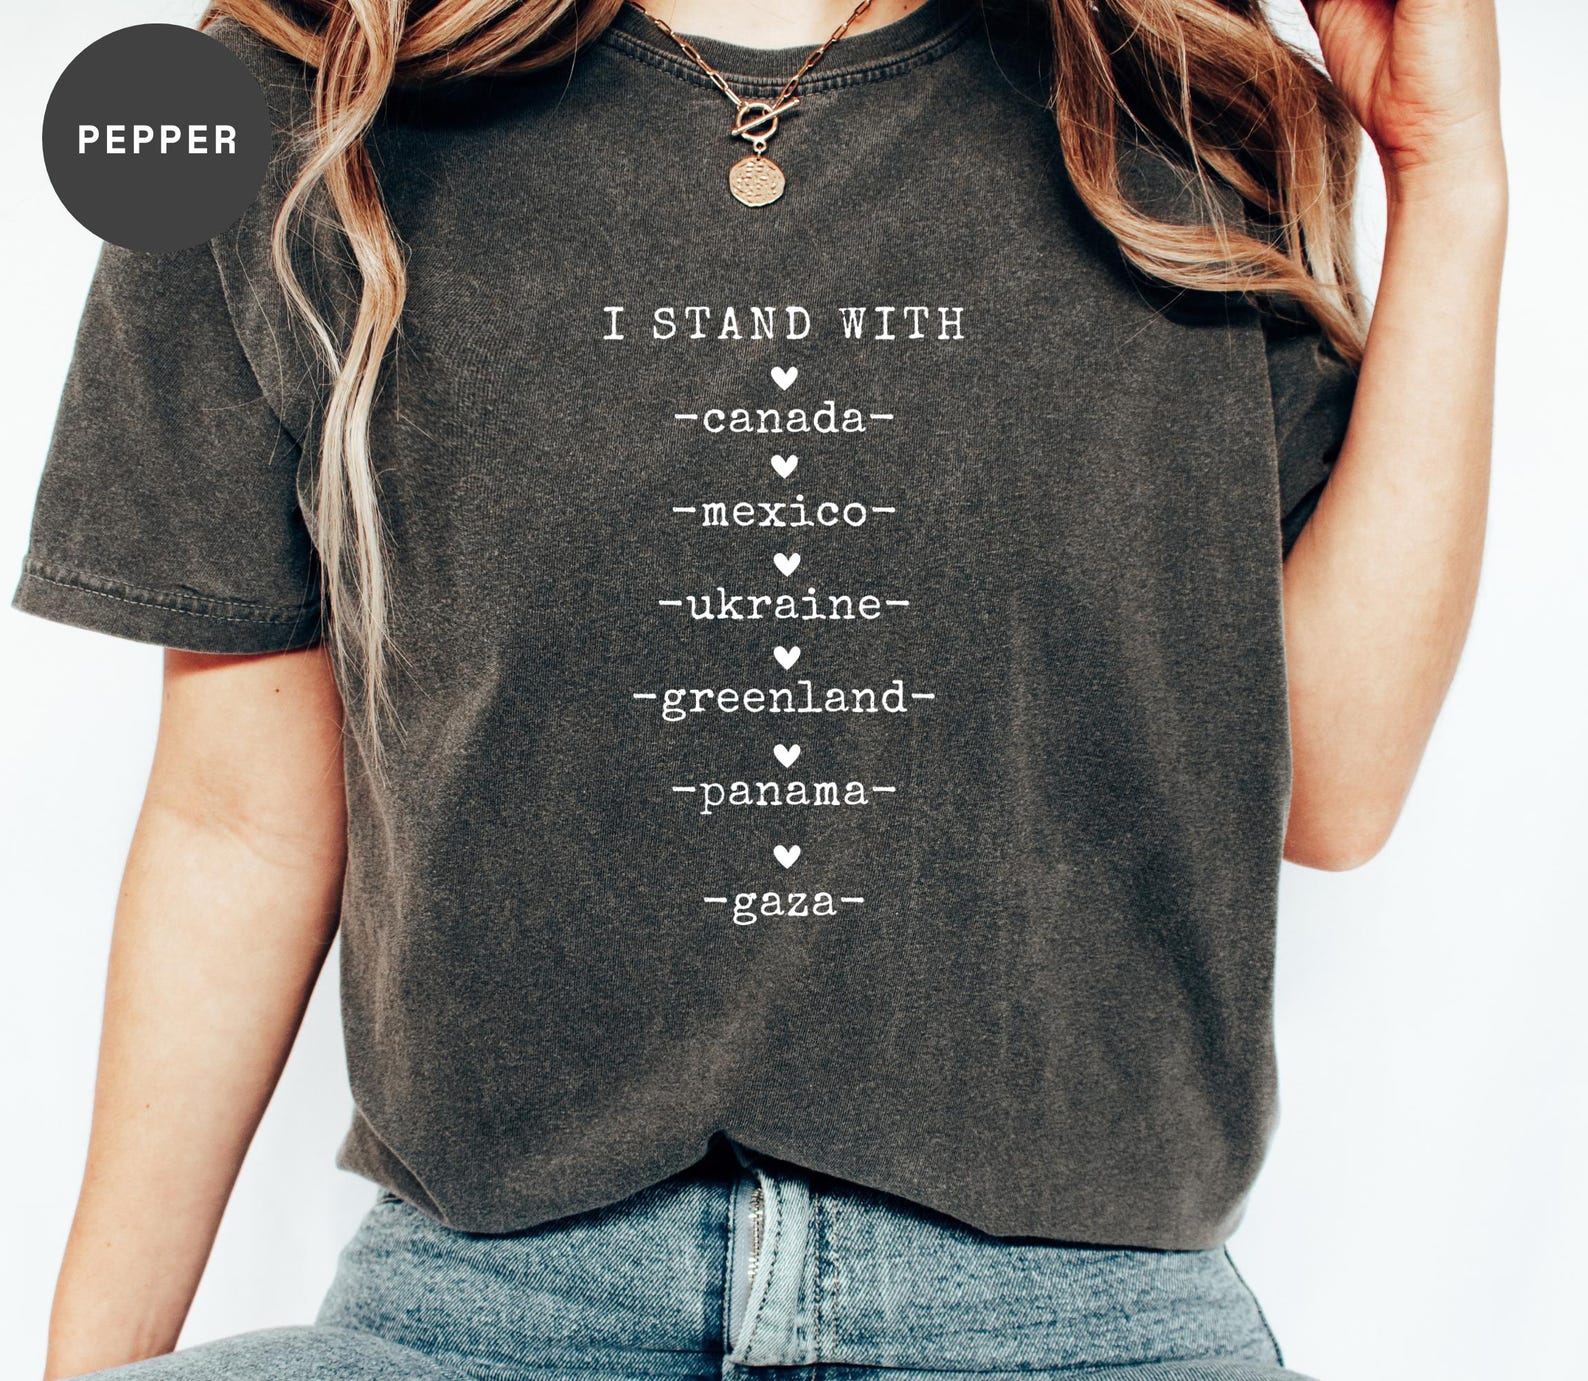 PEPPER
I STAND WITH
-canada-
-mexico-
-ukraine-
-greenland-
-panama-
-gaza-